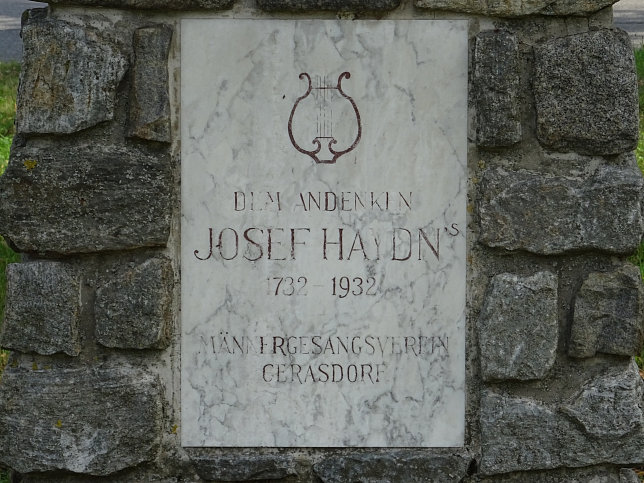 DEM ANDENKEN
JOSEF HAYDN'S
1732-1932
MÄNNERGESANGSVEREIN
GERASDORF